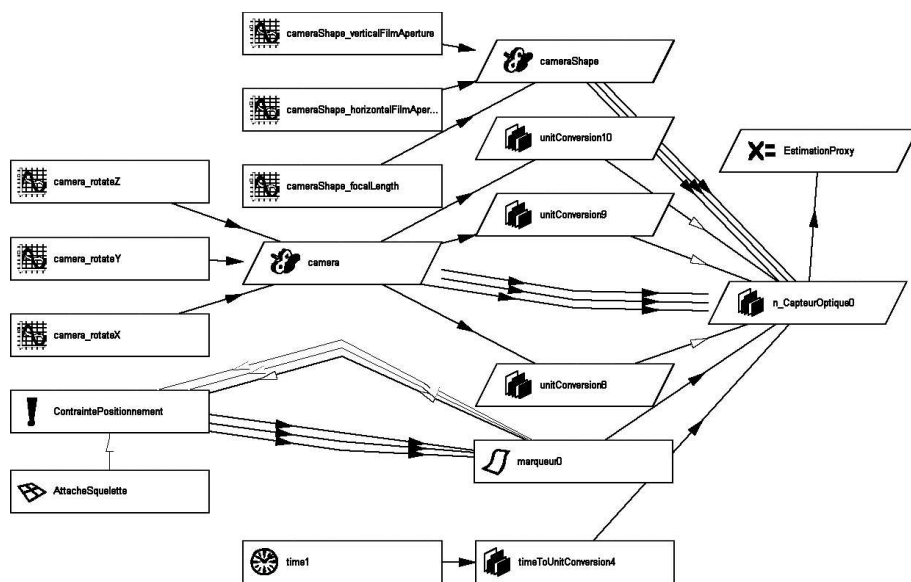 cameraShape_verticalFilmAperture
cameraShape
cameraShape_horizontalFilmAper...
unitConversion10
EstimationProxy
camera_rotateZ
cameraShape_focalLength
unitConversion9
camera_rotateY
camera
n_CapteurOptique0
camera_rotateX
unitConversion8
ContraintePositionnement
marqueur0
AttacheSquelette
time1
timeToUnitConversion4